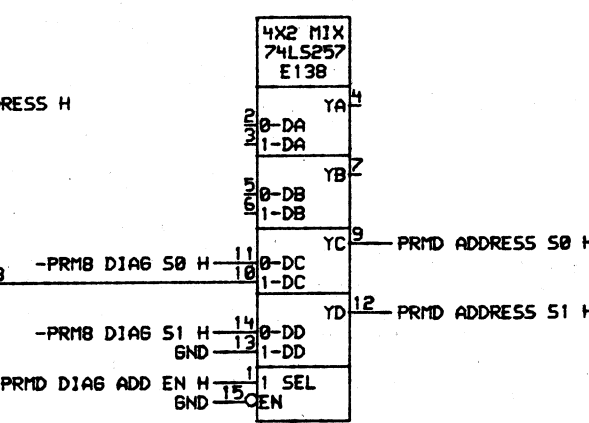 4X2 MIX
74LS257
E138
RESS H
YA 4
2 0-DA
3 1-DA
YB 7
5 0-DB
6 1-DB
YC 9 PRMD ADDRESS S0 H
-PRMB DIAG S0 H 11 0-DC
10 1-DC
YD 12 PRMD ADDRESS S1 H
-PRMB DIAG S1 H 14 0-DD
GND 13 1-DD
PRMD DIAG ADD EN H 1 1 SEL
GND 15 EN